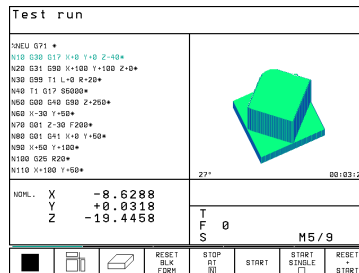 Test run
%NEU G71 *
N10 G30 G17 X+0 Y+0 Z-40*
N20 G31 G90 X+100 Y+100 Z+0*
N30 G99 T1 L+0 R+20*
N40 T1 G17 S5000*
N50 G00 G40 G90 Z+250*
N60 X-30 Y+50*
N70 G01 Z-30 F200*
N80 G01 G41 X+0 Y+50*
N90 X+50 Y+100*
N100 G25 R20*
N110 X+100 Y+50*
27° 00:03:2
NOML. X -8.6288
Y +0.0318
Z -19.4458
T
F 0
S M5/9
RESET BLK FORM
STOP AT N
START
START SINGLE
RESET + START